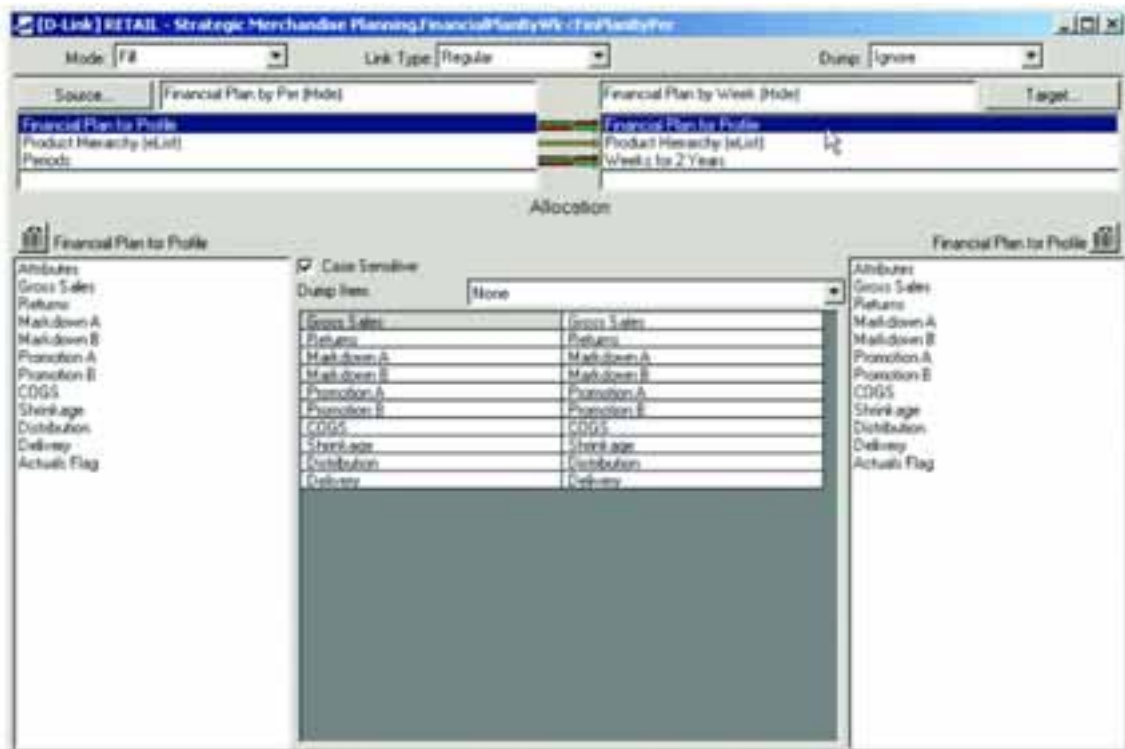 [D-Link] RETAIL - Strategic Merchandise Planning.FinancialPlanByWk<FinPlanByPer
Mode: Fill Link Type: Regular Dump: Ignore
Source... Financial Plan by Per (Hide) Financial Plan by Week (Hide) Target...
Financial Plan for Profile Financial Plan for Profile
Product Hierarchy (eList) Product Hierarchy (eList)
Periods Weeks for 2 Years
Allocation
Financial Plan for Profile Financial Plan for Profile
Attributes
Gross Sales
Returns
Markdown A
Markdown B
Promotion A
Promotion B
COGS
Shrinkage
Distribution
Delivery
Actuals Flag
Case Sensitive
Dump Item: None
Gross Sales Gross Sales
Returns Returns
Markdown A Markdown A
Markdown B Markdown B
Promotion A Promotion A
Promotion B Promotion B
COGS COGS
Shrinkage Shrinkage
Distribution Distribution
Delivery Delivery
Attributes
Gross Sales
Returns
Markdown A
Markdown B
Promotion A
Promotion B
COGS
Shrinkage
Distribution
Delivery
Actuals Flag